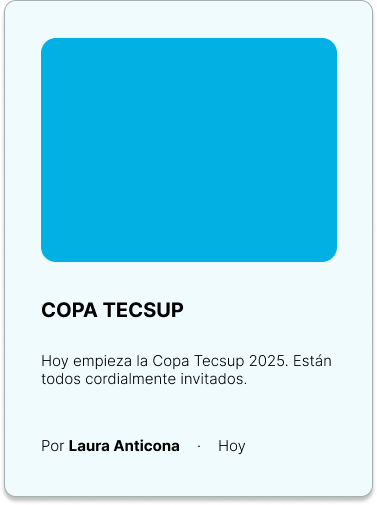 COPA TECSUP
Hoy empieza la Copa Tecsup 2025. Están
todos cordialmente invitados.
Por Laura Anticona · Hoy